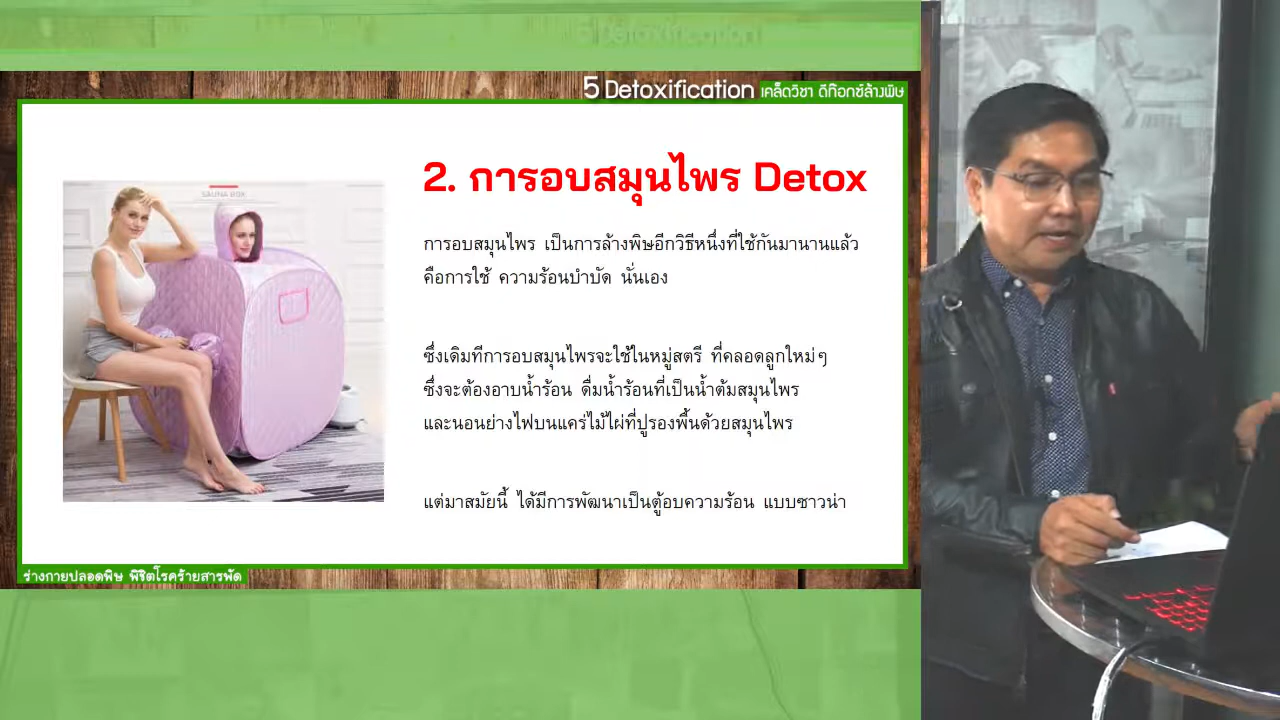 5 Detoxification เคล็ดวิชา ดีท๊อกซ์ล้างพิษ
SAUNA BOX
2. การอบสมุนไพร Detox
การอบสมุนไพร เป็นการล้างพิษอีกวิธีหนึ่งที่ใช้กันมานานแล้ว
คือการใช้ ความร้อนบำบัด นั่นเอง
ซึ่งเดิมทีการอบสมุนไพรจะใช้ในหมู่สตรี ที่คลอดลูกใหม่ๆ
ซึ่งจะต้องอาบน้ำร้อน ดื่มน้ำร้อนที่เป็นน้ำต้มสมุนไพร
และนอนย่างไฟบนแคร่ไม้ไผ่ที่ปูรองพื้นด้วยสมุนไพร
แต่มาสมัยนี้ ได้มีการพัฒนาเป็นตู้อบความร้อน แบบซาวน่า
ร่างกายปลอดพิษ พิชิตโรคร้ายสารพัด